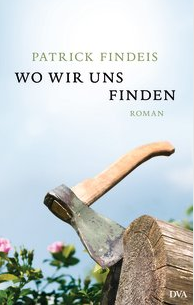 PATRICK FINDEIS
WO WIR UNS
FINDEN
ROMAN
DVA